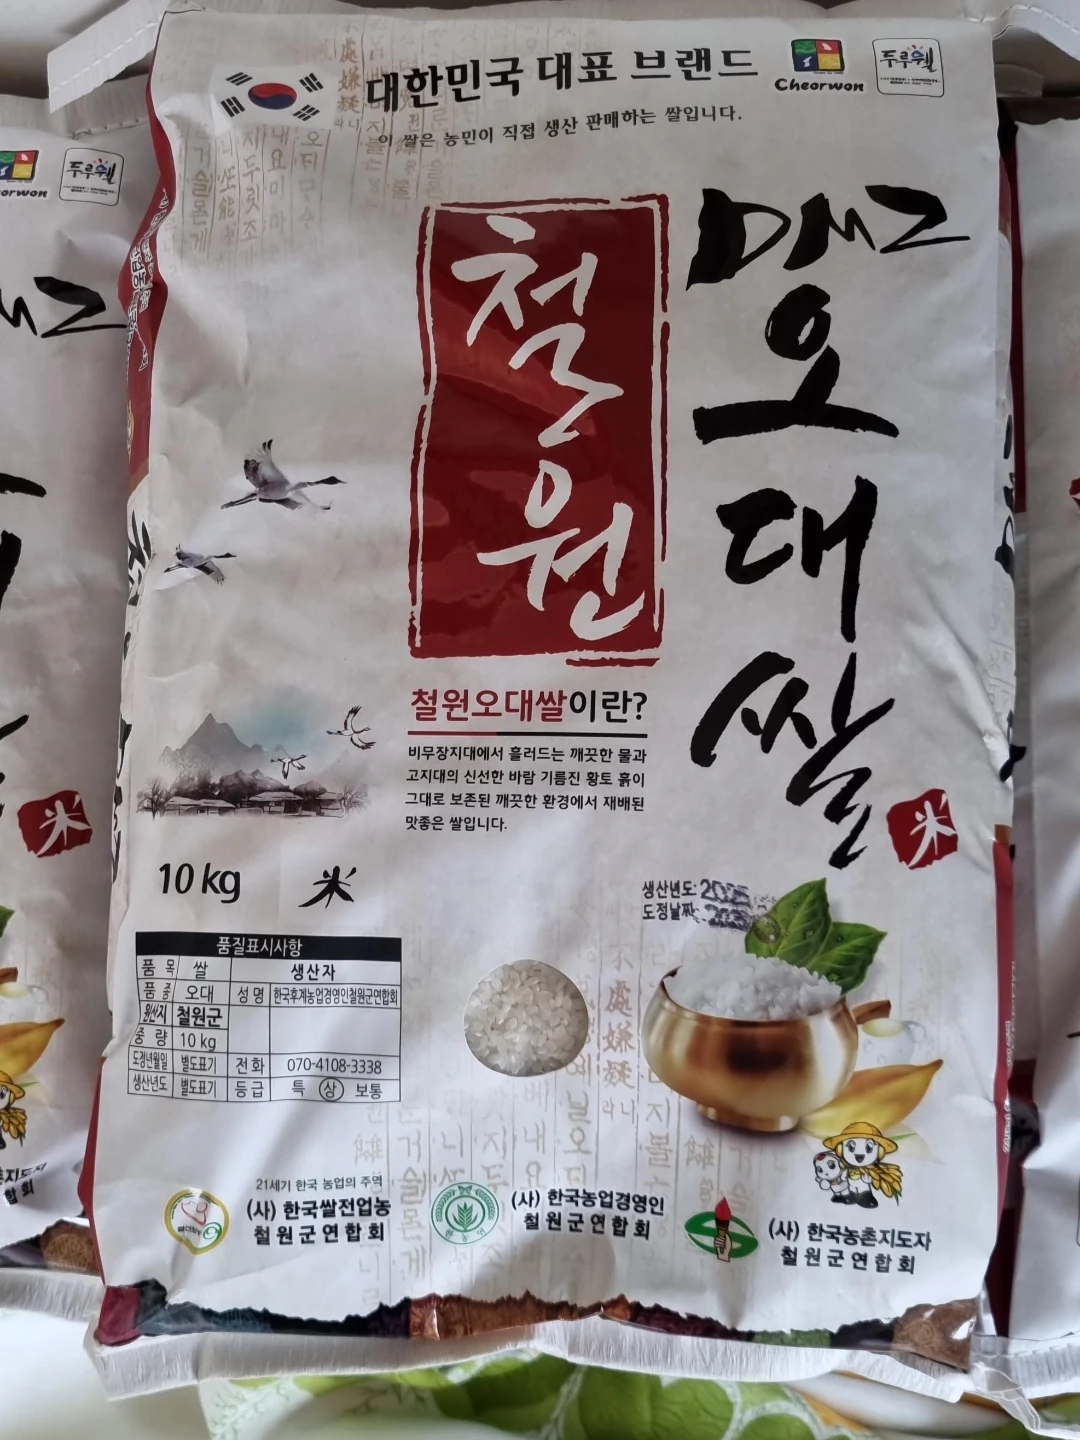 대한민국 대표 브랜드
이 쌀은 농민이 직접 생산 판매하는 쌀입니다.
Cheorwon
두루웰
DMZ
오대쌀
철원
철원오대쌀이란?
비무장지대에서 흘러드는 깨끗한 물과
고지대의 신선한 바람 기름진 황토 흙이
그대로 보존된 깨끗한 환경에서 재배된
맛좋은 쌀입니다.
米
10 kg
米
생산년도: 2025
도정날짜:
품질표시사항
품 목 쌀 생산자
품 종 오대 성 명 한국후계농업경영인철원군연합회
원산지 철원군
중 량 10 kg
도정년월일 별도표기 전 화 070-4108-3338
생산년도 별도표기 등 급 특 상 보통
21세기 한국 농업의 주역
(사) 한국쌀전업농
철원군연합회
(사) 한국농업경영인
철원군연합회
(사) 한국농촌지도자
철원군연합회